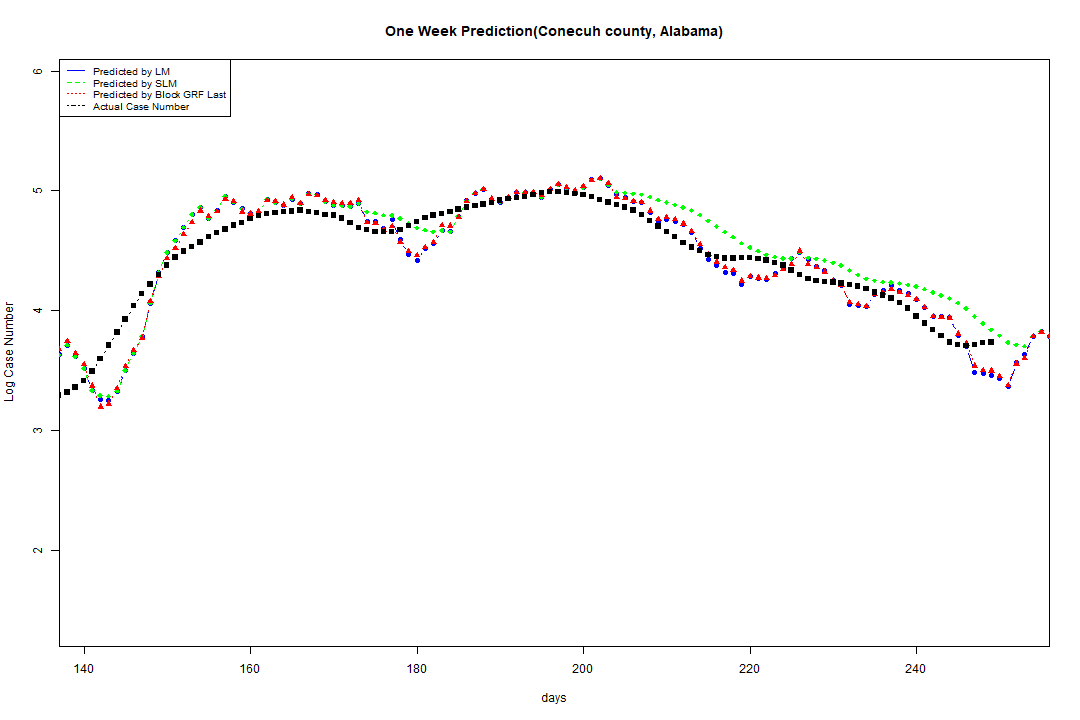 One Week Prediction(Conecuh county, Alabama)
Predicted by LM
Predicted by SLM
Predicted by Block GRF Last
Actual Case Number
6
5
4
3
2
Log Case Number
140 160 180 200 220 240
days